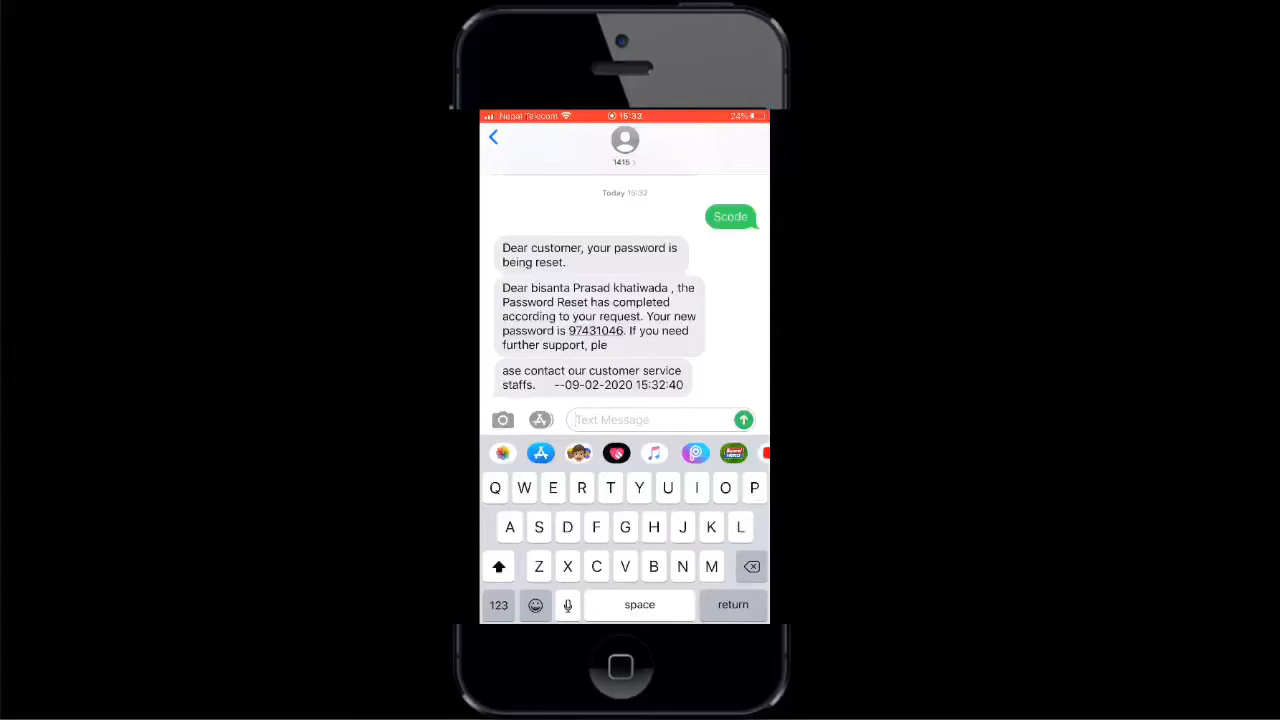 Nepal Telecom 15:33 24%
1415 >
Today 15:32
Scode
Dear customer, your password is
being reset.
Dear bisanta Prasad khatiwada , the
Password Reset has completed
according to your request. Your new
password is 97431046. If you need
further support, ple
ase contact our customer service
staffs. --09-02-2020 15:32:40
Text Message
Q W E R T Y U I O P
A S D F G H J K L
Z X C V B N M
123 space return